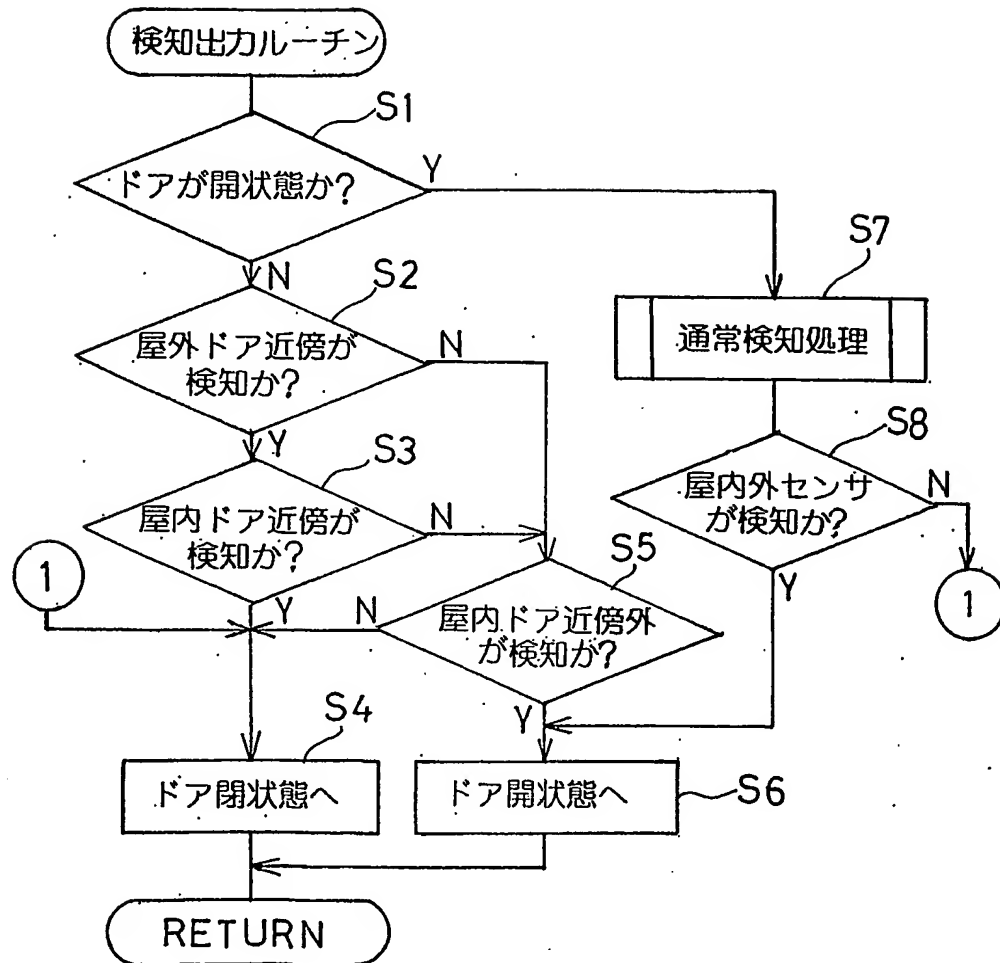 検知出力ルーチン
S1
ドアが開状態か?
Y
N
S2
屋外ドア近傍が
検知か?
N
Y
S7
通常検知処理
S3
屋内ドア近傍が
検知か?
N
Y
S8
屋内外センサ
が検知か?
N
Y
1
1
S5
屋内ドア近傍外
が検知か?
N
Y
S4
ドア閉状態へ
S6
ドア開状態へ
RETURN